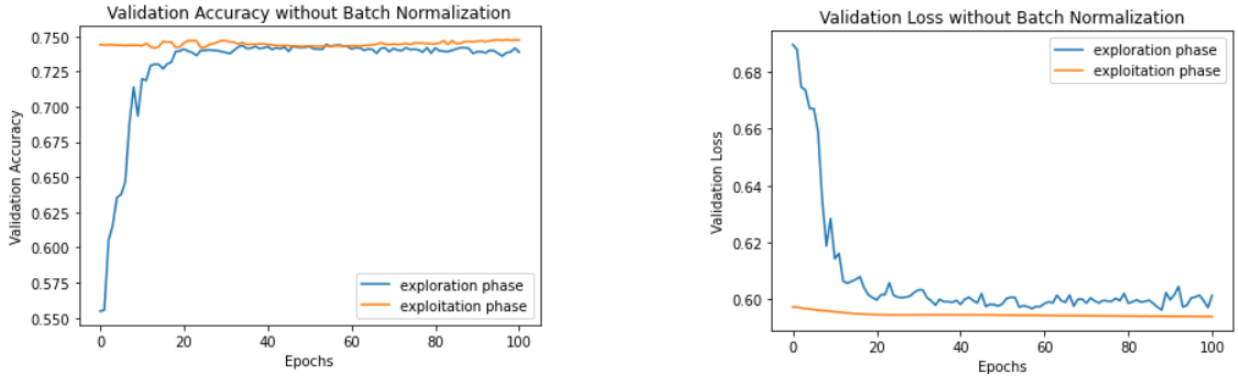 Validation Accuracy without Batch Normalization
0.750
0.725
0.700
0.675
0.650
0.625
0.600
0.575
0.550
Validation Accuracy
exploration phase
exploitation phase
0 20 40 60 80 100
Epochs
Validation Loss without Batch Normalization
0.68
0.66
0.64
0.62
0.60
Validation Loss
exploration phase
exploitation phase
0 20 40 60 80 100
Epochs